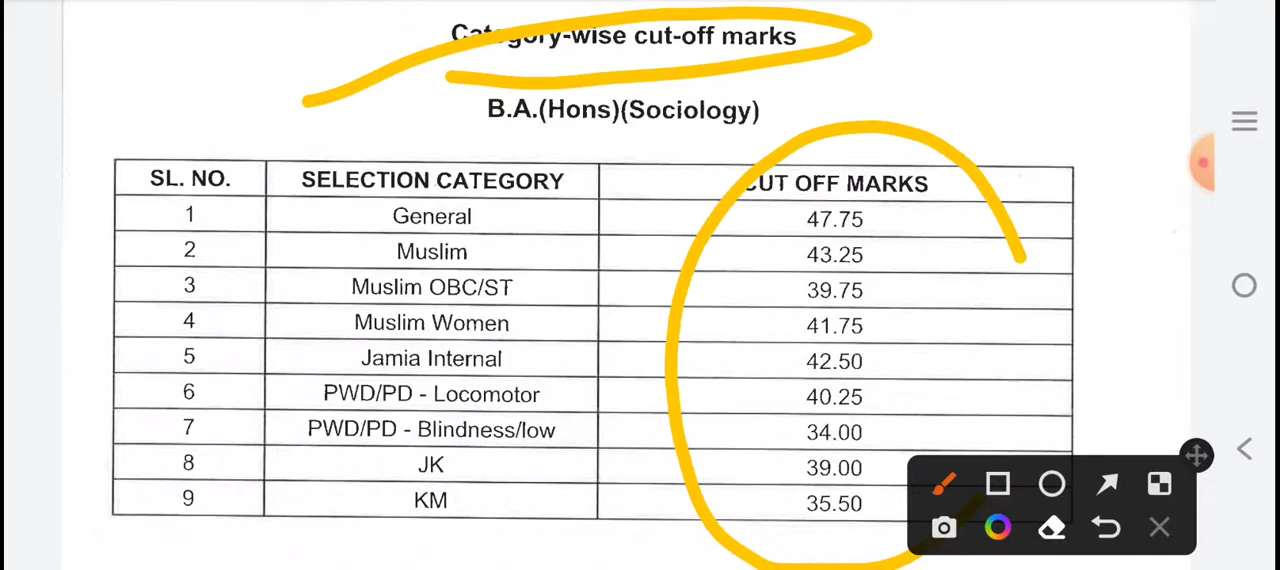 Category-wise cut-off marks
B.A.(Hons)(Sociology)
SL. NO. SELECTION CATEGORY CUT OFF MARKS
1 General 47.75
2 Muslim 43.25
3 Muslim OBC/ST 39.75
4 Muslim Women 41.75
5 Jamia Internal 42.50
6 PWD/PD - Locomotor 40.25
7 PWD/PD - Blindness/low 34.00
8 JK 39.00
9 KM 35.50